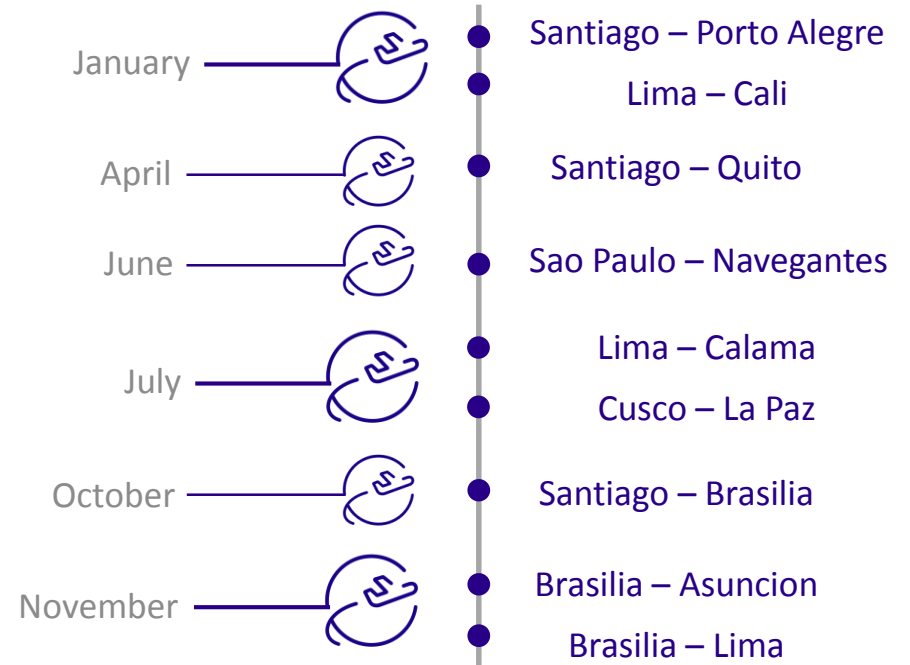 January
Santiago – Porto Alegre
Lima – Cali
April
Santiago – Quito
June
Sao Paulo – Navegantes
July
Lima – Calama
Cusco – La Paz
October
Santiago – Brasilia
November
Brasilia – Asuncion
Brasilia – Lima